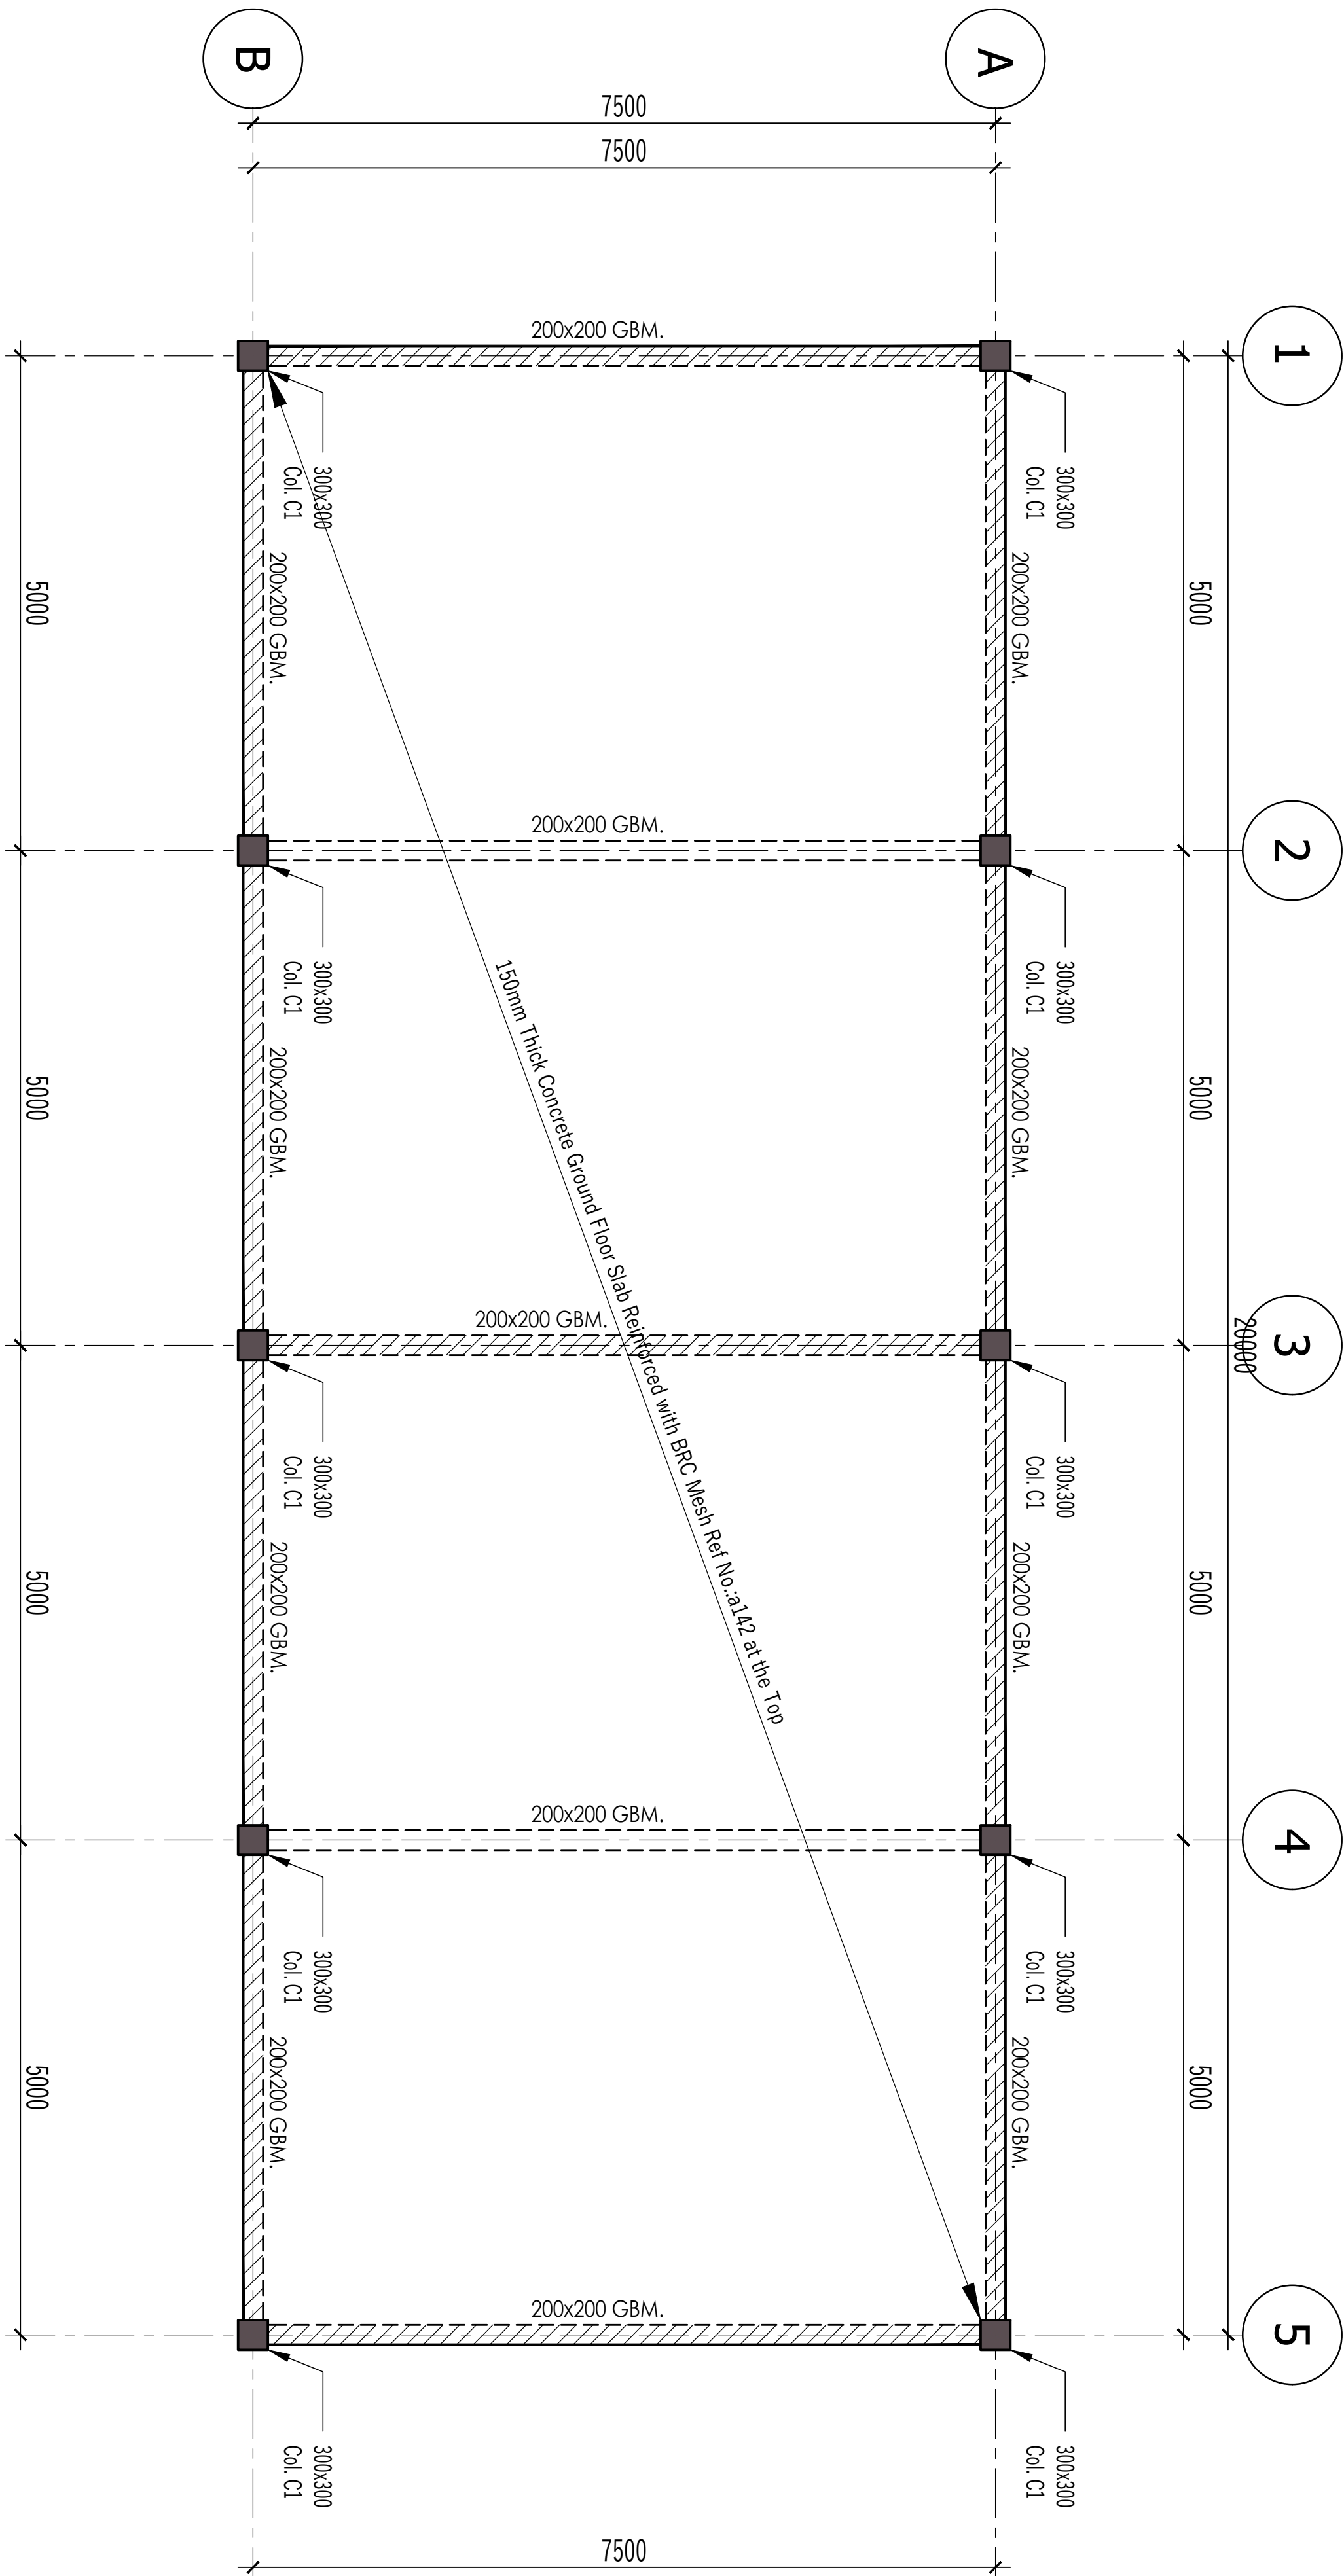 B
A
7500
7500
1
200x200 GBM.
300x300
Col. C1
300x300
Col. C1
5000
200x200 GBM.
200x200 GBM.
5000
2
200x200 GBM.
300x300
Col. C1
300x300
Col. C1
150mm Thick Concrete Ground Floor Slab Reinforced with BRC Mesh Ref No.:a142 at the Top
5000
200x200 GBM.
200x200 GBM.
5000
3
20000
200x200 GBM.
300x300
Col. C1
300x300
Col. C1
5000
200x200 GBM.
200x200 GBM.
5000
4
200x200 GBM.
300x300
Col. C1
300x300
Col. C1
5000
200x200 GBM.
200x200 GBM.
5000
5
200x200 GBM.
300x300
Col. C1
300x300
Col. C1
7500